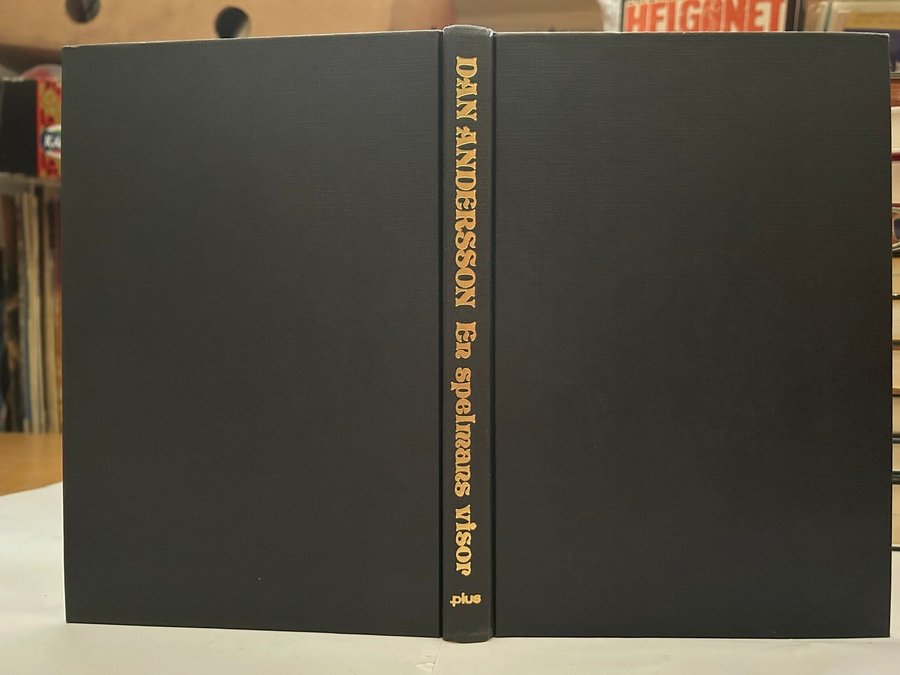 HELGONET
DAN ANDERSSON En spelmans visor
plus